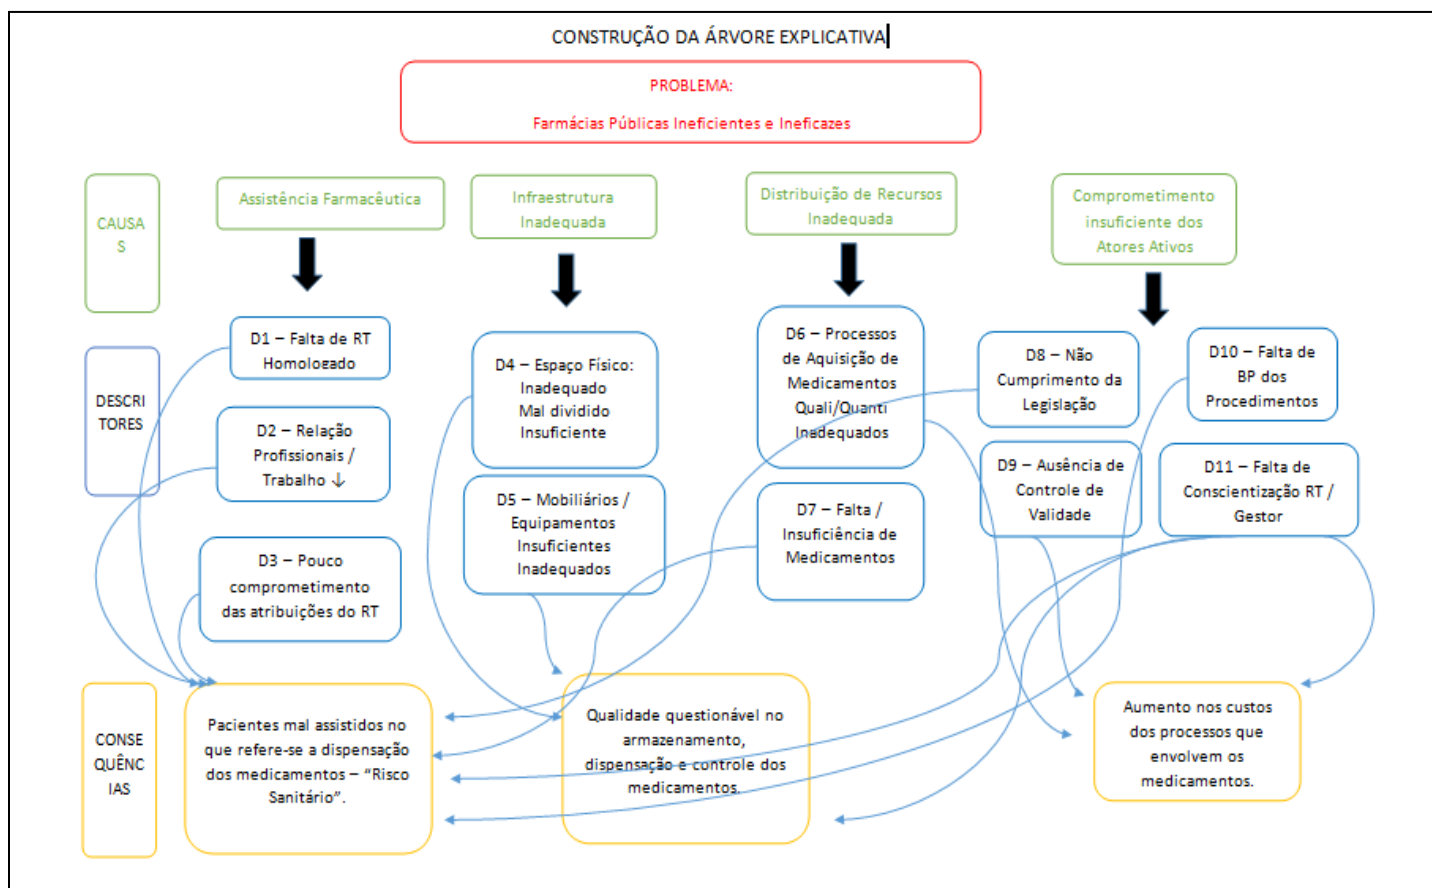 CONSTRUÇÃO DA ÁRVORE EXPLICATIVA
PROBLEMA:
Farmácias Públicas Ineficientes e Ineficazes
CAUSA
S
Assistência Farmacêutica
Infraestrutura
Inadequada
Distribuição de Recursos
Inadequada
Comprometimento
insuficiente dos
Atores Ativos
DESCRI
TORES
D1 – Falta de RT
Homologado
D2 – Relação
Profissionais /
Trabalho ↓
D3 – Pouco
comprometimento
das atribuições do RT
D4 – Espaço Físico:
Inadequado
Mal dividido
Insuficiente
D5 – Mobiliários /
Equipamentos
Insuficientes
Inadequados
D6 – Processos
de Aquisição de
Medicamentos
Quali/Quanti
Inadequados
D7 – Falta /
Insuficiência de
Medicamentos
D8 – Não
Cumprimento da
Legislação
D9 – Ausência de
Controle de
Validade
D10 – Falta de
BP dos
Procedimentos
D11 – Falta de
Conscientização RT /
Gestor
CONSE
QUÊNC
IAS
Pacientes mal assistidos no
que refere-se a dispensação
dos medicamentos – “Risco
Sanitário”.
Qualidade questionável no
armazenamento,
dispensação e controle dos
medicamentos.
Aumento nos custos
dos processos que
envolvem os
medicamentos.